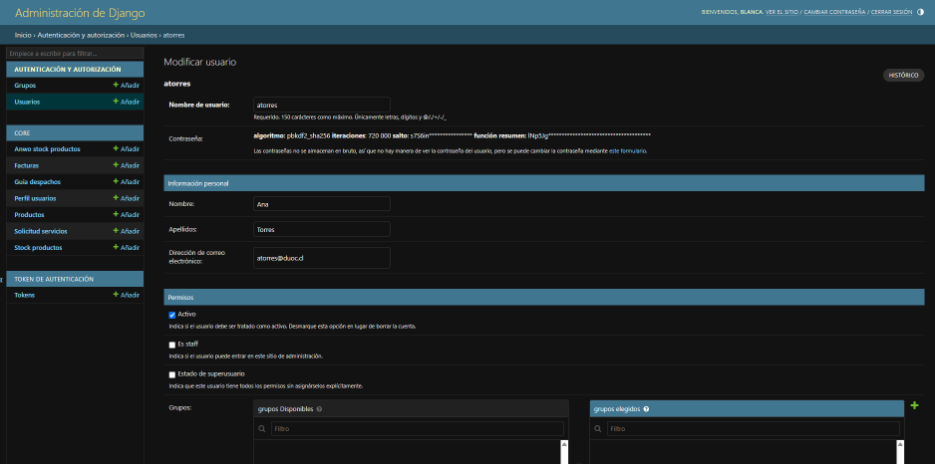 Administración de Django
BIENVENIDOS, BLANCA. VER EL SITIO / CAMBIAR CONTRASEÑA / CERRAR SESIÓN
Inicio › Autenticación y autorización › Usuarios › atorres
Empiece a escribir para filtrar...
AUTENTICACIÓN Y AUTORIZACIÓN
Grupos + Añadir
Usuarios + Añadir
CORE
Anwo stock productos + Añadir
Facturas + Añadir
Guía despachos + Añadir
Perfil usuarios + Añadir
Productos + Añadir
Solicitud servicios + Añadir
Stock productos + Añadir
TOKEN DE AUTENTICACIÓN
Tokens + Añadir
Modificar usuario
HISTÓRICO
atorres
Nombre de usuario: atorres
Requerido. 150 carácteres como máximo. Únicamente letras, dígitos y @/./+/-/_
Contraseña: algoritmo: pbkdf2_sha256 iteraciones: 720 000 salto: función resumen:
Las contraseñas no se almacenan en bruto, así que no hay manera de ver la contraseña del usuario, pero se puede cambiar la contraseña mediante este formulario.
Información personal
Nombre: Ana
Apellidos: Torres
Dirección de correo
electrónico: atorres@duoc.cl
Permisos
Activo
Indica si el usuario debe ser tratado como activo. Desmarque esta opción en lugar de borrar la cuenta.
Es staff
Indica si el usuario puede entrar en este sitio de administración.
Estado de superusuario
Indica que este usuario tiene todos los permisos sin asignárselos explícitamente.
Grupos:
grupos Disponibles
Filtro
grupos elegidos
Filtro